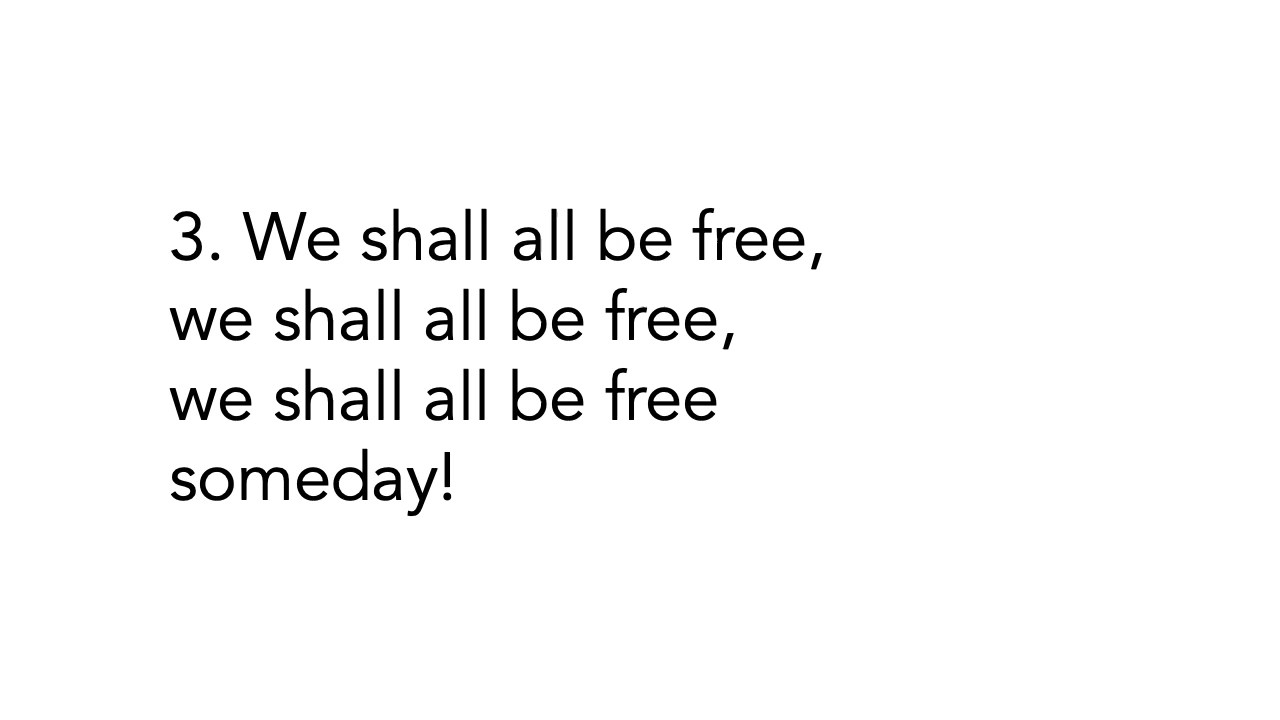 3. We shall all be free,
we shall all be free,
we shall all be free
someday!